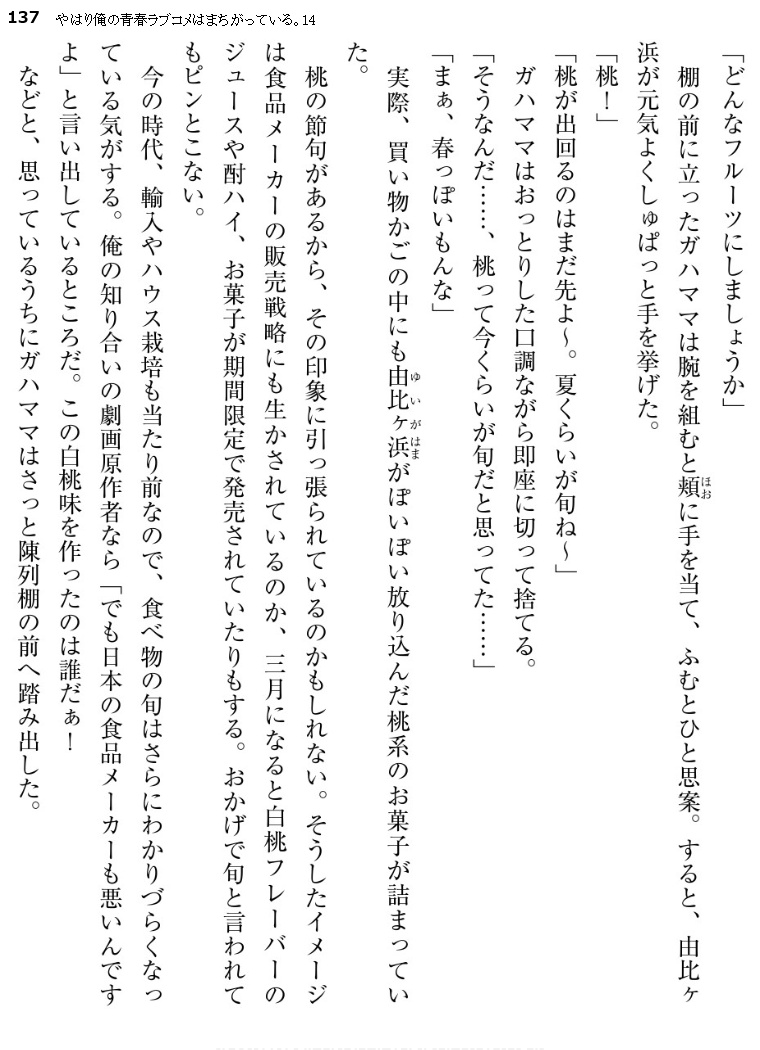 137 やはり俺の青春ラブコメはまちがっている。14
「どんなフルーツにしましょうか」
棚の前に立ったガハママは腕を組むと頬に手を当て、ふむとひと思案。すると、由比ヶ
浜が元気よくしゅぱっと手を挙げた。
「桃！」
「桃が出回るのはまだ先よ～。夏くらいが旬ね～」
ガハママはおっとりした口調ながら即座に切って捨てる。
「そうなんだ……、桃って今くらいが旬だと思ってた……」
「まぁ、春っぽいもんな」
実際、買い物かごの中にも由比ヶ浜がぽいぽい放り込んだ桃系のお菓子が詰まってい
た。
桃の節句があるから、その印象に引っ張られているのかもしれない。そうしたイメージ
は食品メーカーの販売戦略にも生かされているのか、三月になると白桃フレーバーの
ジュースや酎ハイ、お菓子が期間限定で発売されていたりもする。おかげで旬と言われて
もピンとこない。
今の時代、輸入やハウス栽培も当たり前なので、食べ物の旬はさらにわかりづらくなっ
ている気がする。俺の知り合いの劇画原作者なら「でも日本の食品メーカーも悪いんです
よ」と言い出しているところだ。この白桃味を作ったのは誰だぁ！
などと、思っているうちにガハママはさっと陳列棚の前へ踏み出した。